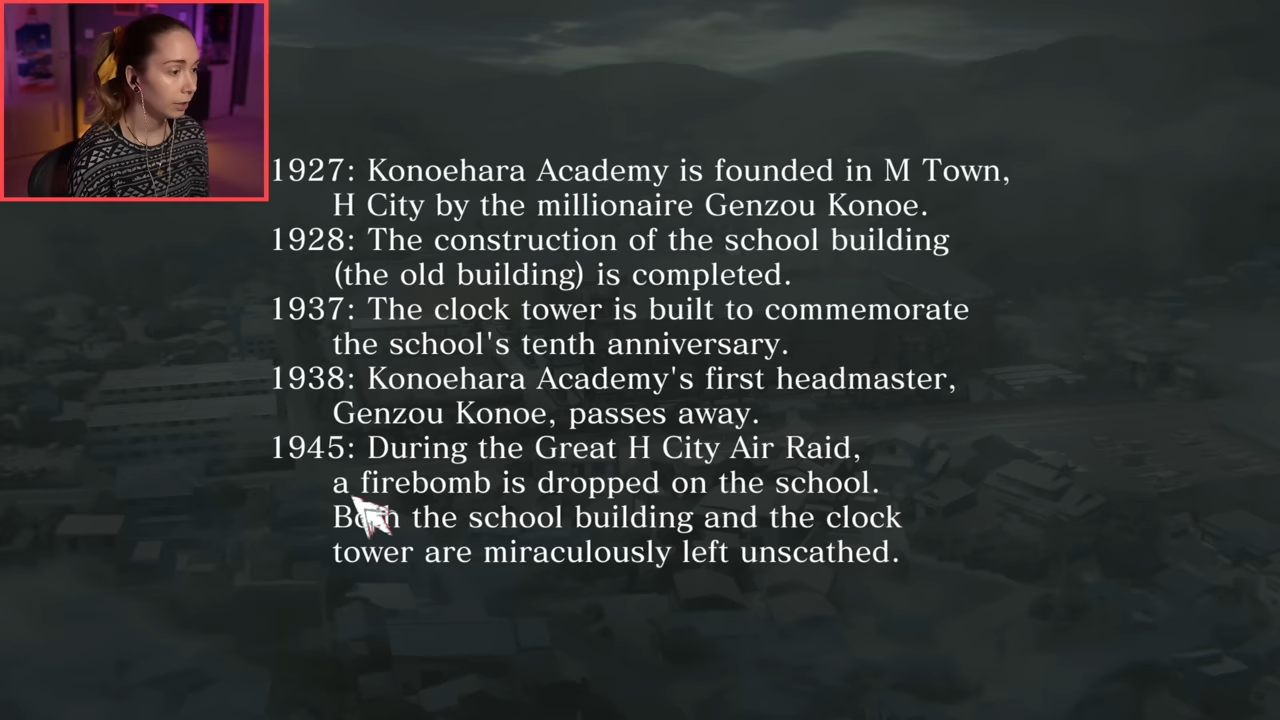 1927: Konoehara Academy is founded in M Town,
H City by the millionaire Genzou Konoe.
1928: The construction of the school building
(the old building) is completed.
1937: The clock tower is built to commemorate
the school's tenth anniversary.
1938: Konoehara Academy's first headmaster,
Genzou Konoe, passes away.
1945: During the Great H City Air Raid,
a firebomb is dropped on the school.
Both the school building and the clock
tower are miraculously left unscathed.